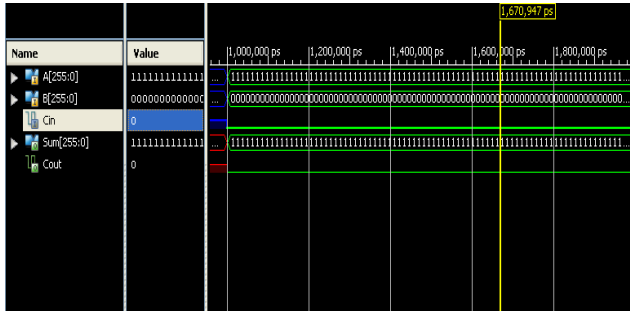 1,670,947 ps
Name Value
1,000,000 ps 1,200,000 ps 1,400,000 ps 1,600,000 ps 1,800,000 ps
A[255:0] 1111111111111 ...
B[255:0] 0000000000000 ...
Cin 0
Sum[255:0] 1111111111111 ...
Cout 0